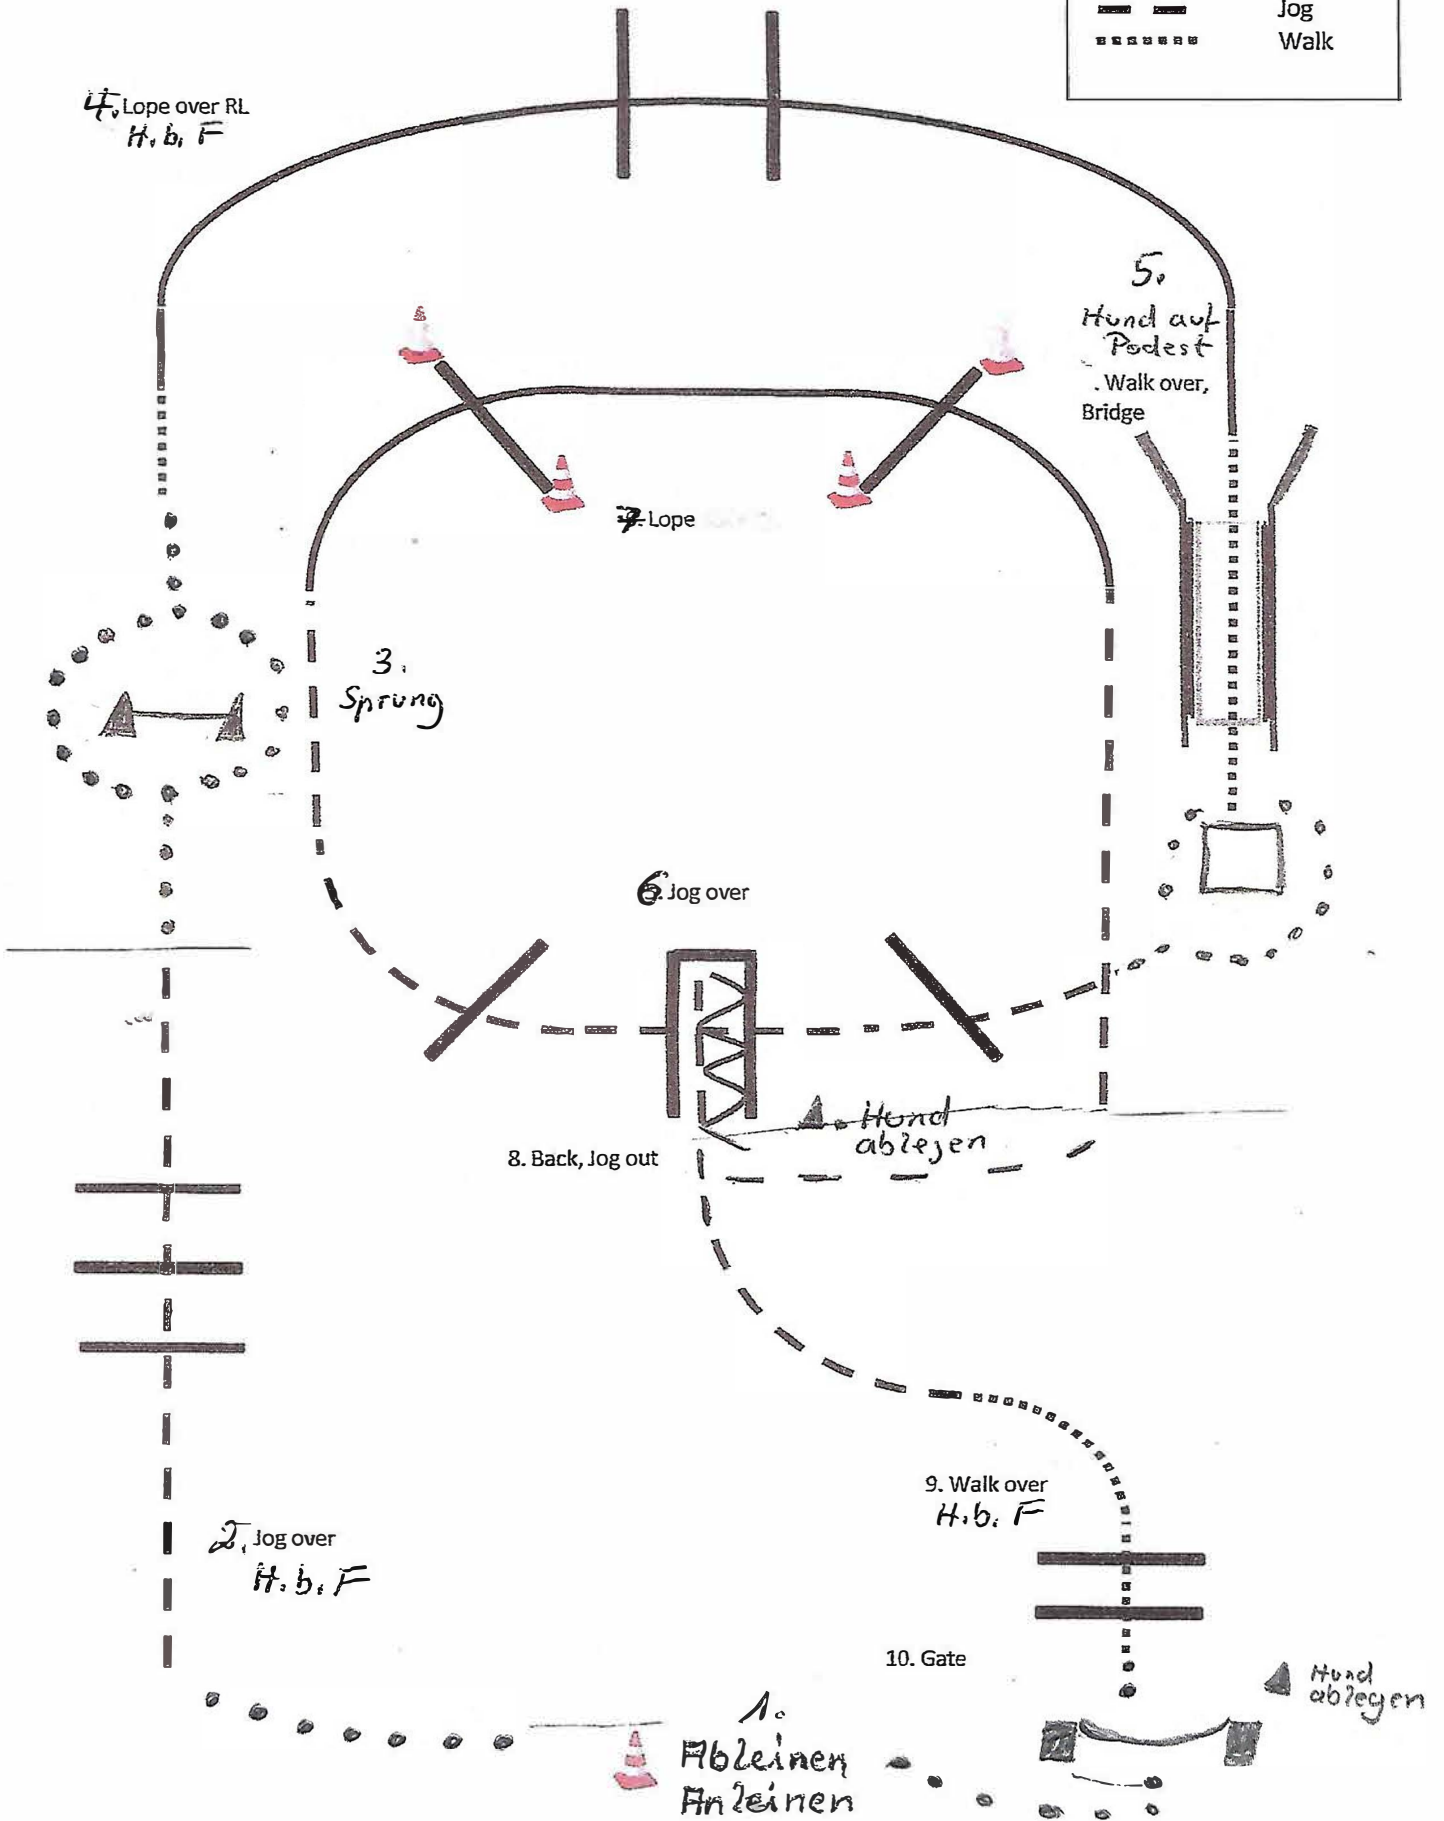 Jog
Walk
4. Lope over RL
H. b. F
5.
Hund auf
Podest
. Walk over,
Bridge
7. Lope
3.
Sprung
6. Jog over
Hund
ablegen
8. Back, Jog out
9. Walk over
H. b. F
2. Jog over
H. b. F
10. Gate
Hund
ablegen
1.
Ableinen
Anleinen